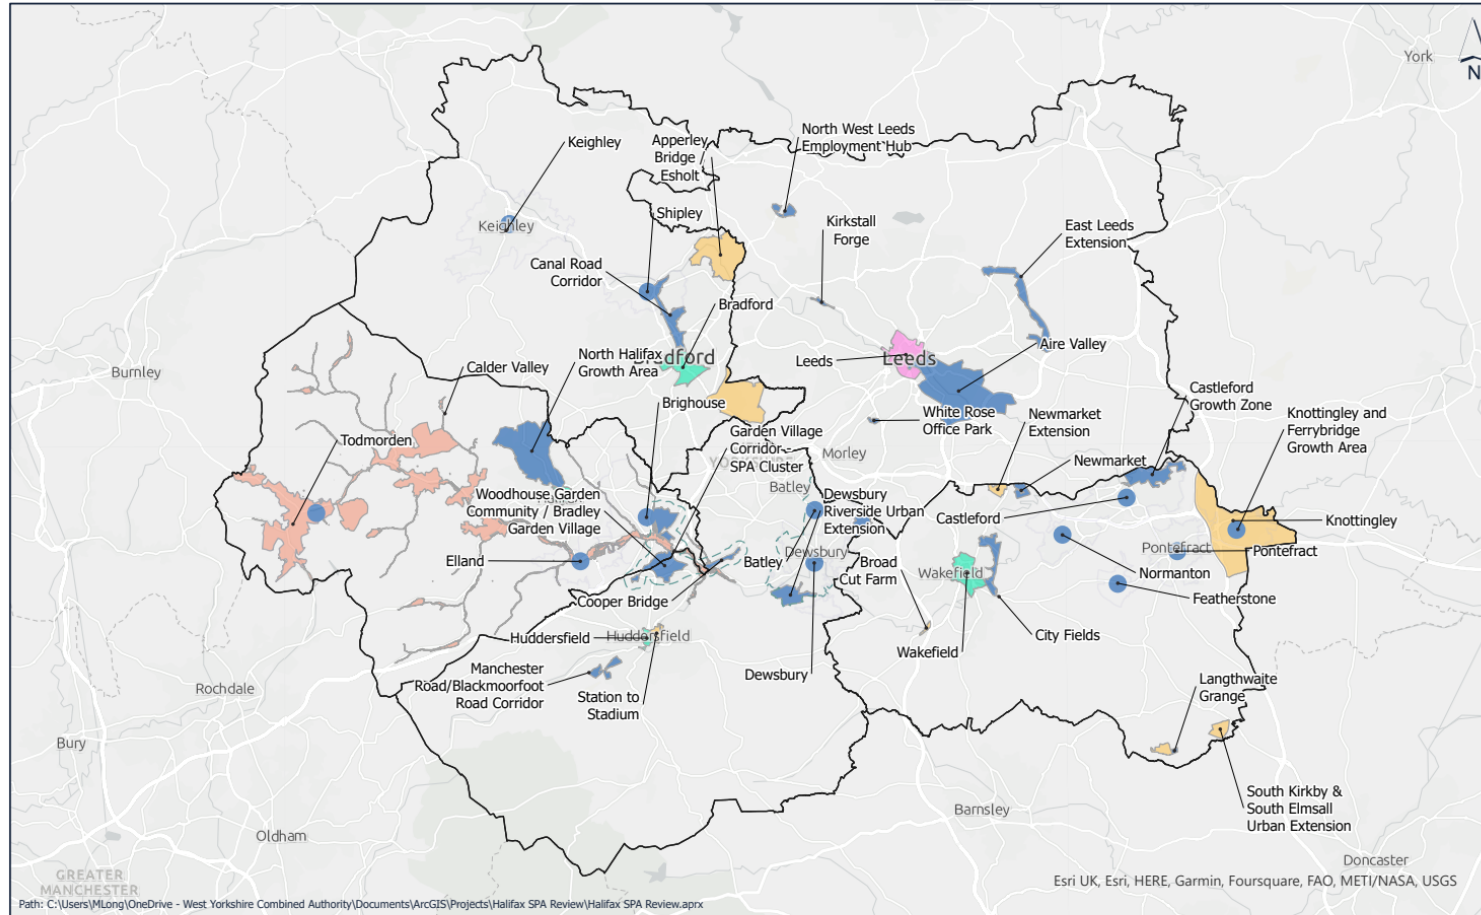 York
N
North West Leeds
Employment Hub
Keighley
Apperley
Bridge
Esholt
Keighley
Shipley
Kirkstall
Forge
East Leeds
Extension
Canal Road
Corridor
Bradford
Aire Valley
Bradford
North Halifax
Growth Area
Leeds
Leeds
Burnley
Calder Valley
Castleford
Growth Zone
Brighouse
White Rose
Office Park
Newmarket
Extension
Knottingley and
Ferrybridge
Growth Area
Todmorden
Garden Village
Corridor -
SPA Cluster
Morley
Newmarket
Batley
Woodhouse Garden
Community / Bradley
Garden Village
Dewsbury
Riverside Urban
Extension
Castleford
Knottingley
Elland
Batley
Dewsbury
Broad
Cut Farm
Wakefield
Pontefract
Pontefract
Normanton
Featherstone
Cooper Bridge
Huddersfield
Huddersfield
City Fields
Wakefield
Manchester
Road/Blackmoorfoot
Road Corridor
Station to
Stadium
Dewsbury
Langthwaite
Grange
Rochdale
Bury
South Kirkby &
South Elmsall
Urban Extension
Barnsley
Oldham
Doncaster
GREATER
MANCHESTER
Esri UK, Esri, HERE, Garmin, Foursquare, FAO, METI/NASA, USGS
Path: C:\Users\MLong\OneDrive - West Yorkshire Combined Authority\Documents\ArcGIS\Projects\Halifax SPA Review\Halifax SPA Review.aprx